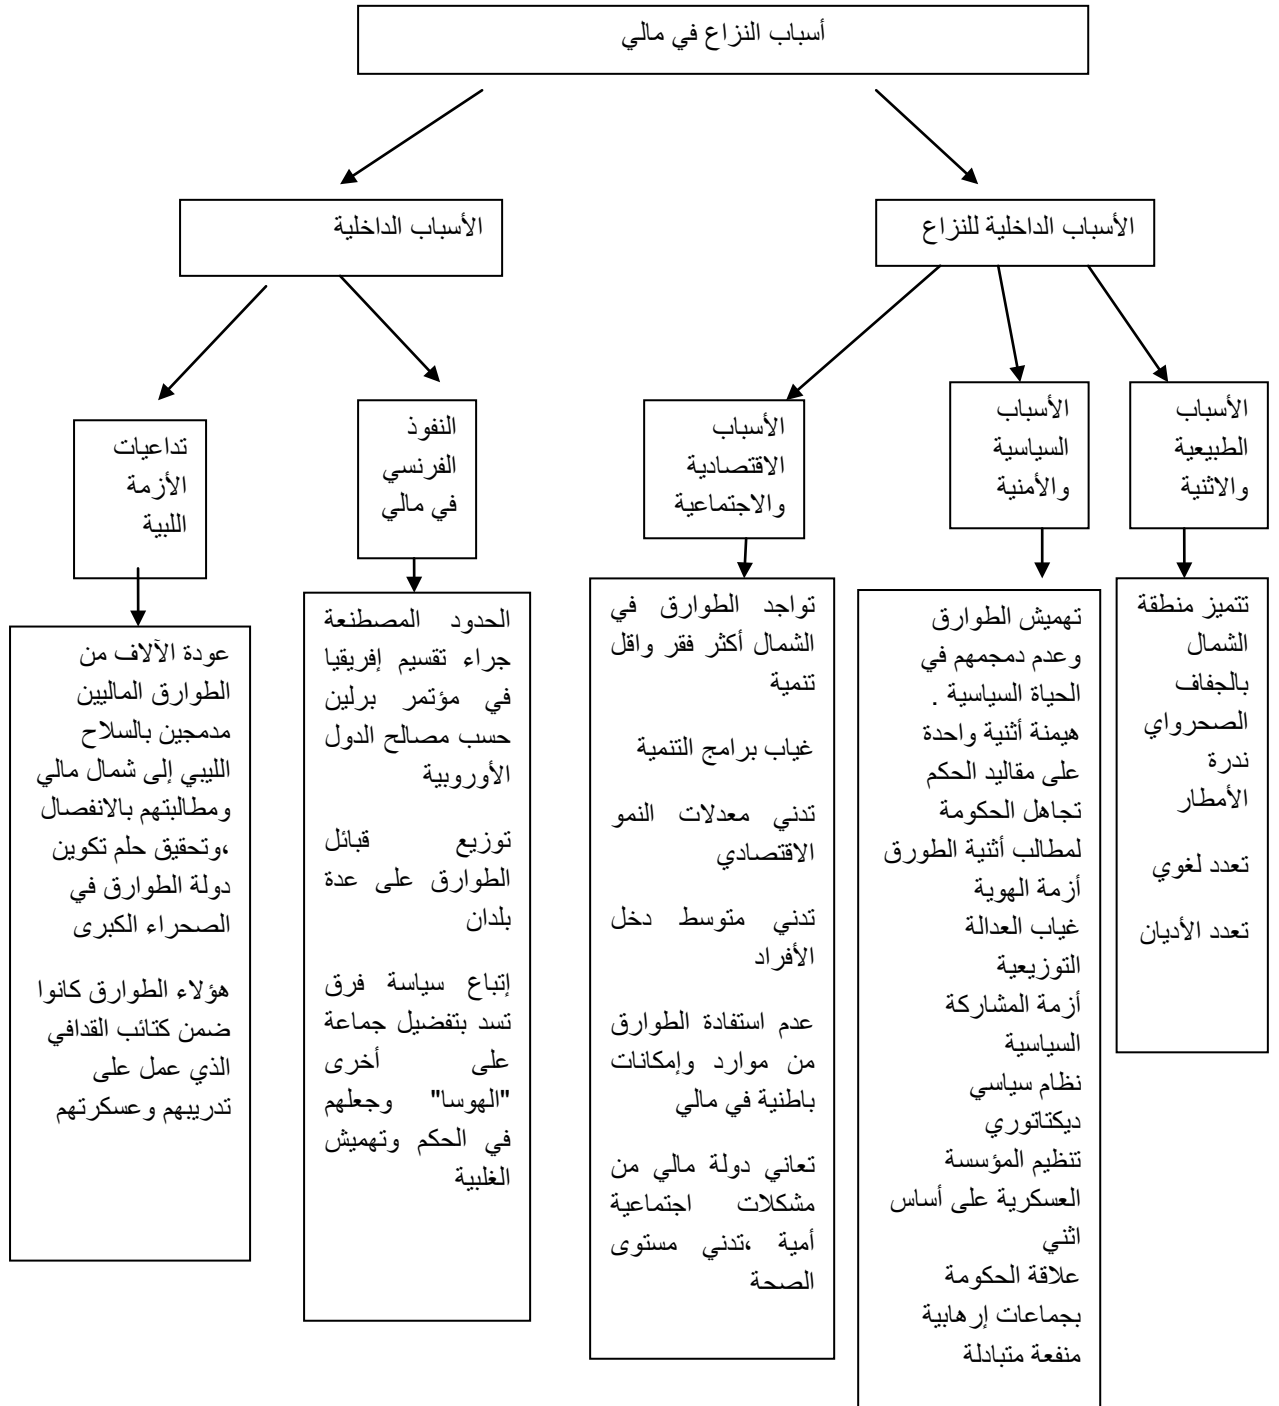 أسباب النزاع في مالي
الأسباب الداخلية للنزاع
الأسباب الداخلية
الأسباب
الطبيعية
والاثنية
الأسباب
السياسية
والأمنية
الأسباب
الاقتصادية
والاجتماعية
النفوذ
الفرنسي
في مالي
تداعيات
الأزمة
اللبية
تتميز منطقة
الشمال
بالجفاف
الصحرواي
ندرة
الأمطار
تعدد لغوي
تعدد الأديان
تهميش الطوارق
وعدم دمجمهم في
الحياة السياسية .
هيمنة أثنية واحدة
على مقاليد الحكم
تجاهل الحكومة
لمطالب أثنية الطورق
أزمة الهوية
غياب العدالة
التوزيعية
أزمة المشاركة
السياسية
نظام سياسي
ديكتاتوري
تنظيم المؤسسة
العسكرية على أساس
اثني
علاقة الحكومة
بجماعات إرهابية
منفعة متبادلة
تواجد الطوارق في
الشمال أكثر فقر واقل
تنمية
غياب برامج التنمية
تدني معدلات النمو
الاقتصادي
تدني متوسط دخل
الأفراد
عدم استفادة الطوارق
من موارد وإمكانات
باطنية في مالي
تعاني دولة مالي من
مشكلات اجتماعية
أمية ،تدني مستوى
الصحة
الحدود المصطنعة
جراء تقسيم إفريقيا
في مؤتمر برلين
حسب مصالح الدول
الأوروبية
توزيع قبائل
الطوارق على عدة
بلدان
إتباع سياسة فرق
تسد بتفضيل جماعة
على أخرى
"الهوسا" وجعلهم
في الحكم وتهميش
الغلبية
عودة الآلاف من
الطوارق الماليين
مدمجين بالسلاح
الليبي إلى شمال مالي
ومطالبتهم بالانفصال
،وتحقيق حلم تكوين
دولة الطوارق في
الصحراء الكبرى
هؤلاء الطوارق كانوا
ضمن كتائب القدافي
الذي عمل على
تدريبهم وعسكرتهم